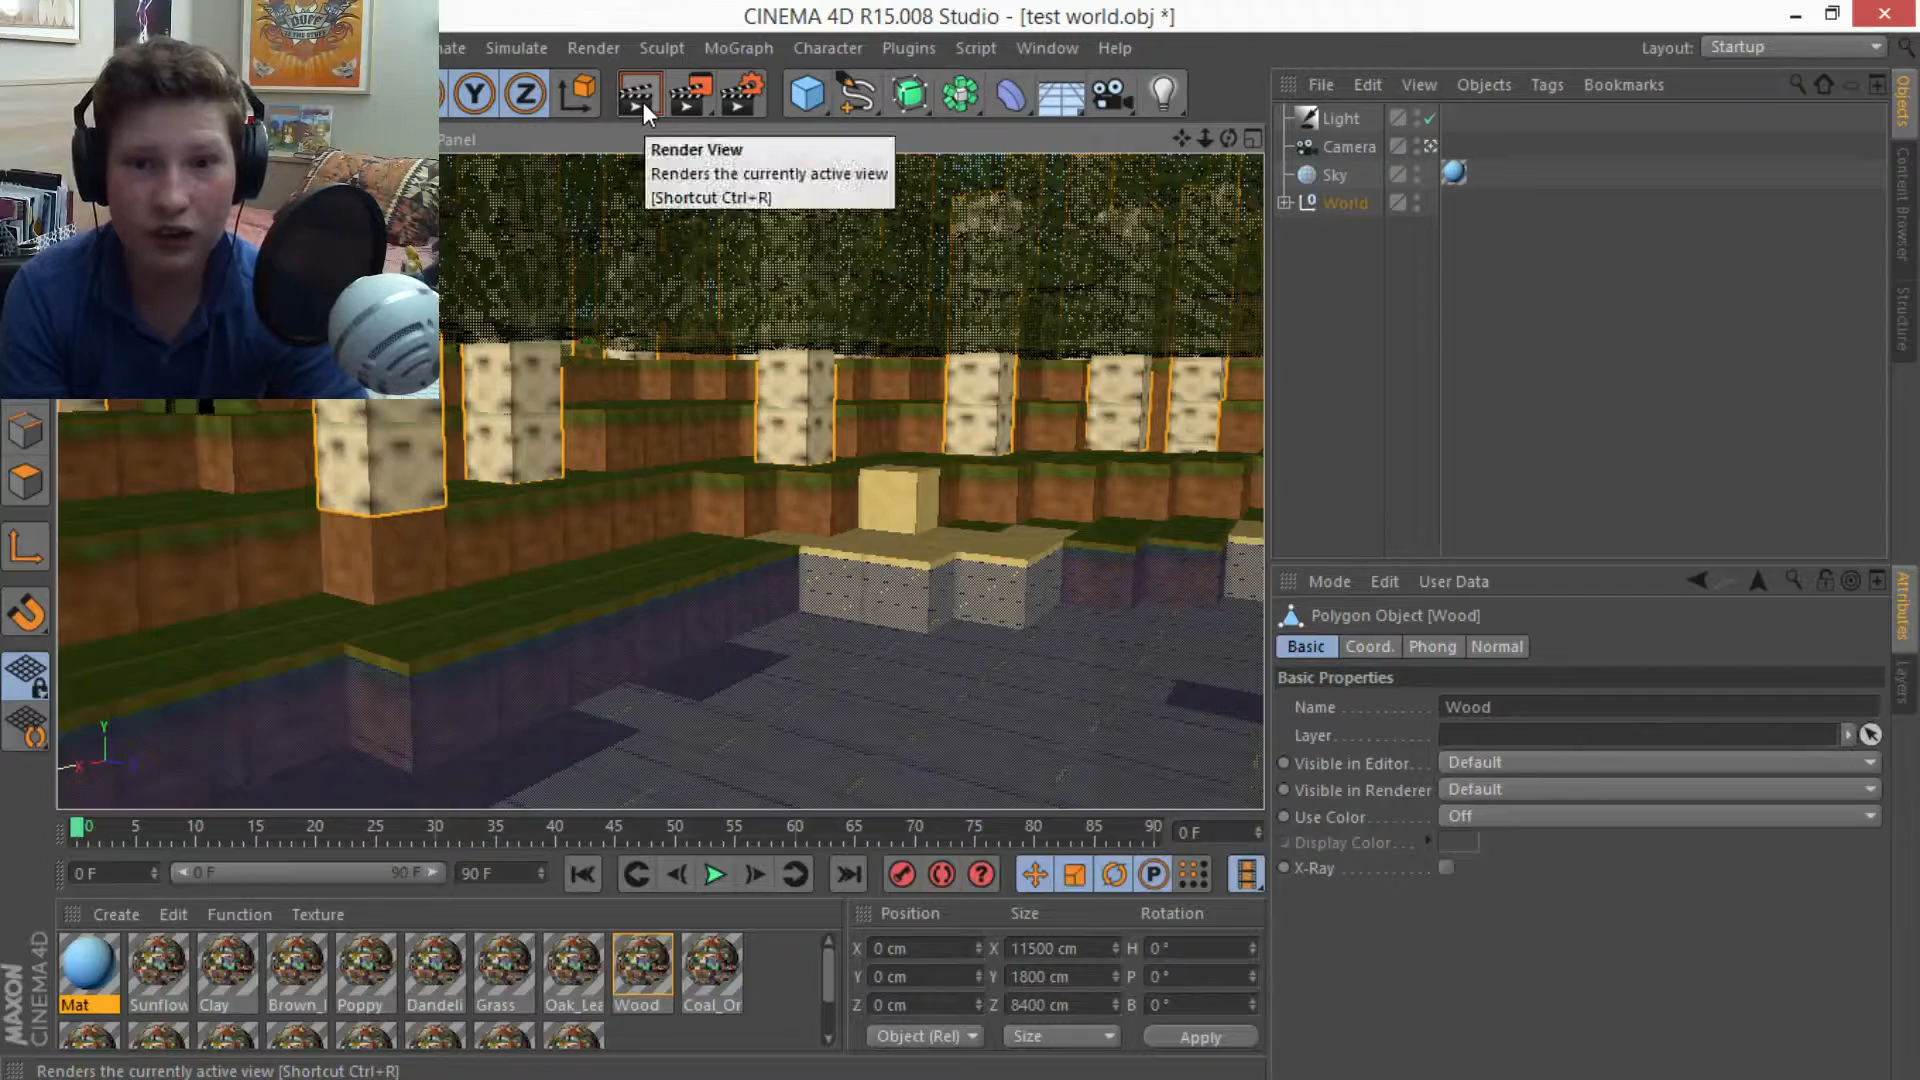 CINEMA 4D R15.008 Studio - [test world.obj *]
Simulate Render Sculpt MoGraph Character Plugins Script Window Help
Layout: Startup
Y Z
File Edit View Objects Tags Bookmarks
Panel
Render View
Renders the currently active view
[Shortcut Ctrl+R]
Light
Camera
Sky
World
Objects
Content Browser
Structure
Mode Edit User Data
Polygon Object [Wood]
Basic Coord. Phong Normal
Basic Properties
Name Wood
Layer
Visible in Editor Default
Visible in Renderer Default
Use Color Off
Display Color
X-Ray
Attributes
Layers
Y
X
0 5 10 15 20 25 30 35 40 45 50 55 60 65 70 75 80 85 90 0 F
0 F 0 F 90 F 90 F
P
Create Edit Function Texture
Mat Sunflow Clay Brown_ Poppy Dandeli Grass Oak_Lea Wood Coal_Or
Position Size Rotation
X 0 cm X 11500 cm H 0 °
Y 0 cm Y 1800 cm P 0 °
Z 0 cm Z 8400 cm B 0 °
Object (Rel) Size Apply
MAXON
CINEMA 4D
Renders the currently active view [Shortcut Ctrl+R]